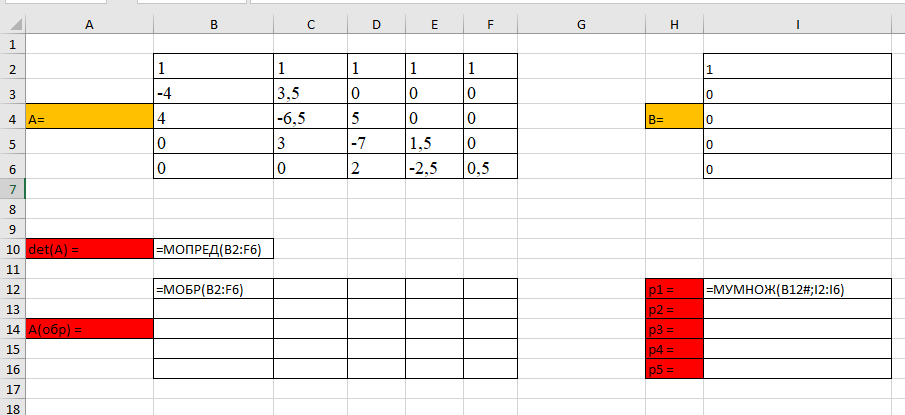 A B C D E F G H I
1
2 1 1 1 1 1 1
3 -4 3,5 0 0 0 0
4 A= 4 -6,5 5 0 0 B= 0
5 0 3 -7 1,5 0 0
6 0 0 2 -2,5 0,5 0
7
8
9
10 det(A) = =МОПРЕД(B2:F6)
11
12 =МОБР(B2:F6) p1 = =МУМНОЖ(B12#;I2:I6)
13 p2 =
14 A(обр) = p3 =
15 p4 =
16 p5 =
17
18